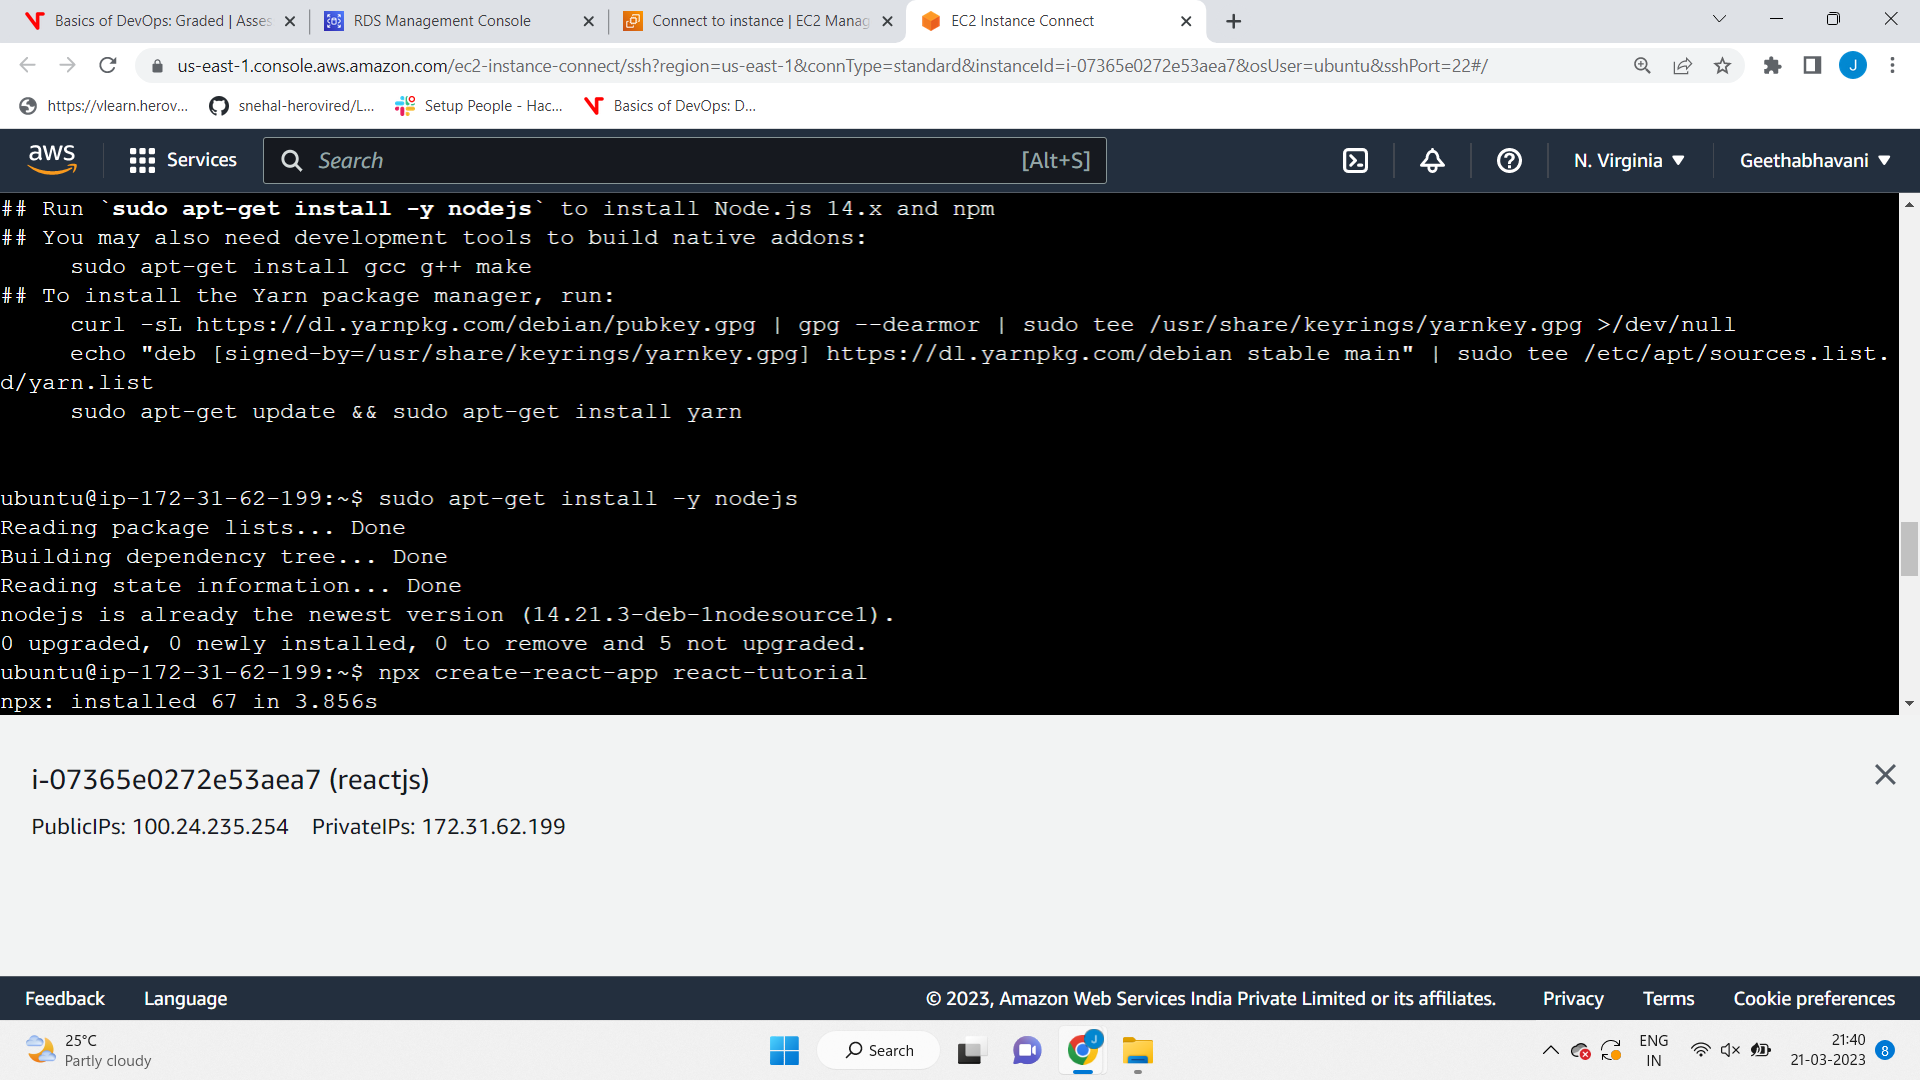 Basics of DevOps: Graded | Asses
RDS Management Console
Connect to instance | EC2 Manag
EC2 Instance Connect
us-east-1.console.aws.amazon.com/ec2-instance-connect/ssh?region=us-east-1&connType=standard&instanceId=i-07365e0272e53aea7&osUser=ubuntu&sshPort=22#/
J
https://vlearn.herov...
snehal-herovired/L...
Setup People - Hac...
Basics of DevOps: D...
aws
Services
Search
[Alt+S]
N. Virginia
Geethabhavani
## Run `sudo apt-get install -y nodejs` to install Node.js 14.x and npm
## You may also need development tools to build native addons:
sudo apt-get install gcc g++ make
## To install the Yarn package manager, run:
curl -sL https://dl.yarnpkg.com/debian/pubkey.gpg | gpg --dearmor | sudo tee /usr/share/keyrings/yarnkey.gpg >/dev/null
echo "deb [signed-by=/usr/share/keyrings/yarnkey.gpg] https://dl.yarnpkg.com/debian stable main" | sudo tee /etc/apt/sources.list.
d/yarn.list
sudo apt-get update && sudo apt-get install yarn
ubuntu@ip-172-31-62-199:~$ sudo apt-get install -y nodejs
Reading package lists... Done
Building dependency tree... Done
Reading state information... Done
nodejs is already the newest version (14.21.3-deb-1nodesource1).
0 upgraded, 0 newly installed, 0 to remove and 5 not upgraded.
ubuntu@ip-172-31-62-199:~$ npx create-react-app react-tutorial
npx: installed 67 in 3.856s
i-07365e0272e53aea7 (reactjs)
PublicIPs: 100.24.235.254 PrivateIPs: 172.31.62.199
Feedback
Language
© 2023, Amazon Web Services India Private Limited or its affiliates.
Privacy
Terms
Cookie preferences
25°C
Partly cloudy
Search
J
ENG
IN
21:40
21-03-2023
8